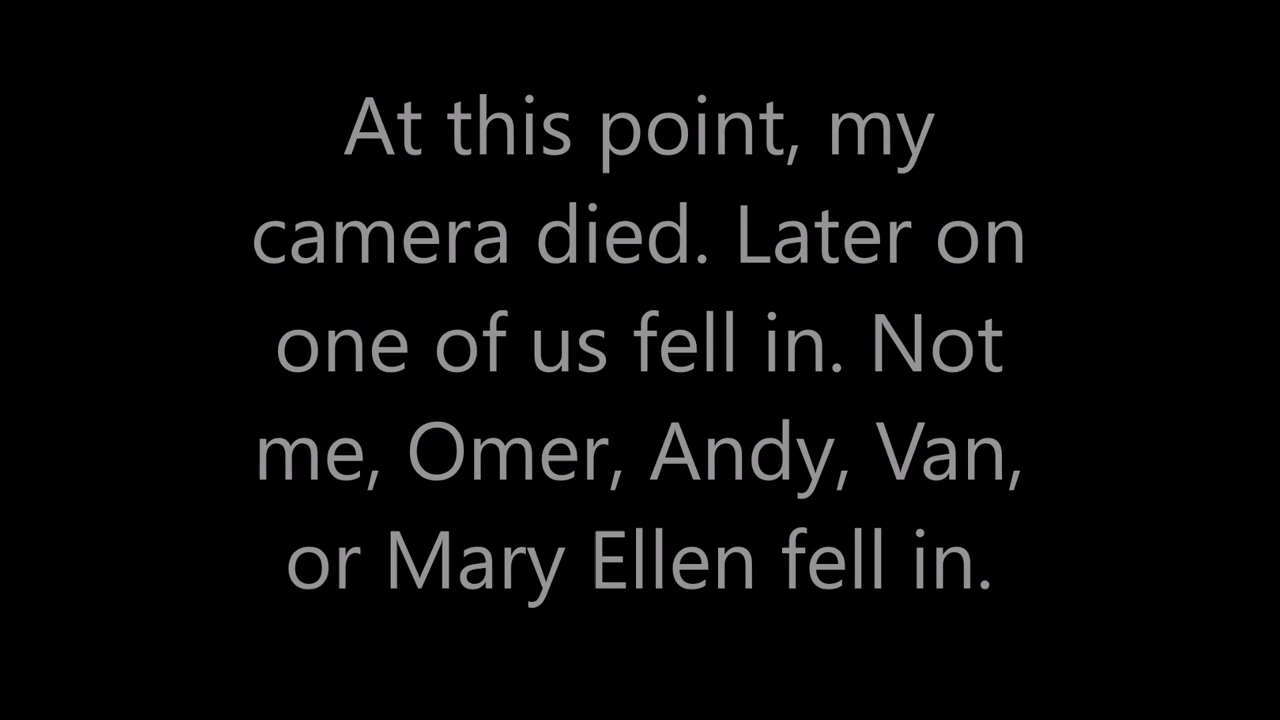 At this point, my
camera died. Later on
one of us fell in. Not
me, Omer, Andy, Van,
or Mary Ellen fell in.